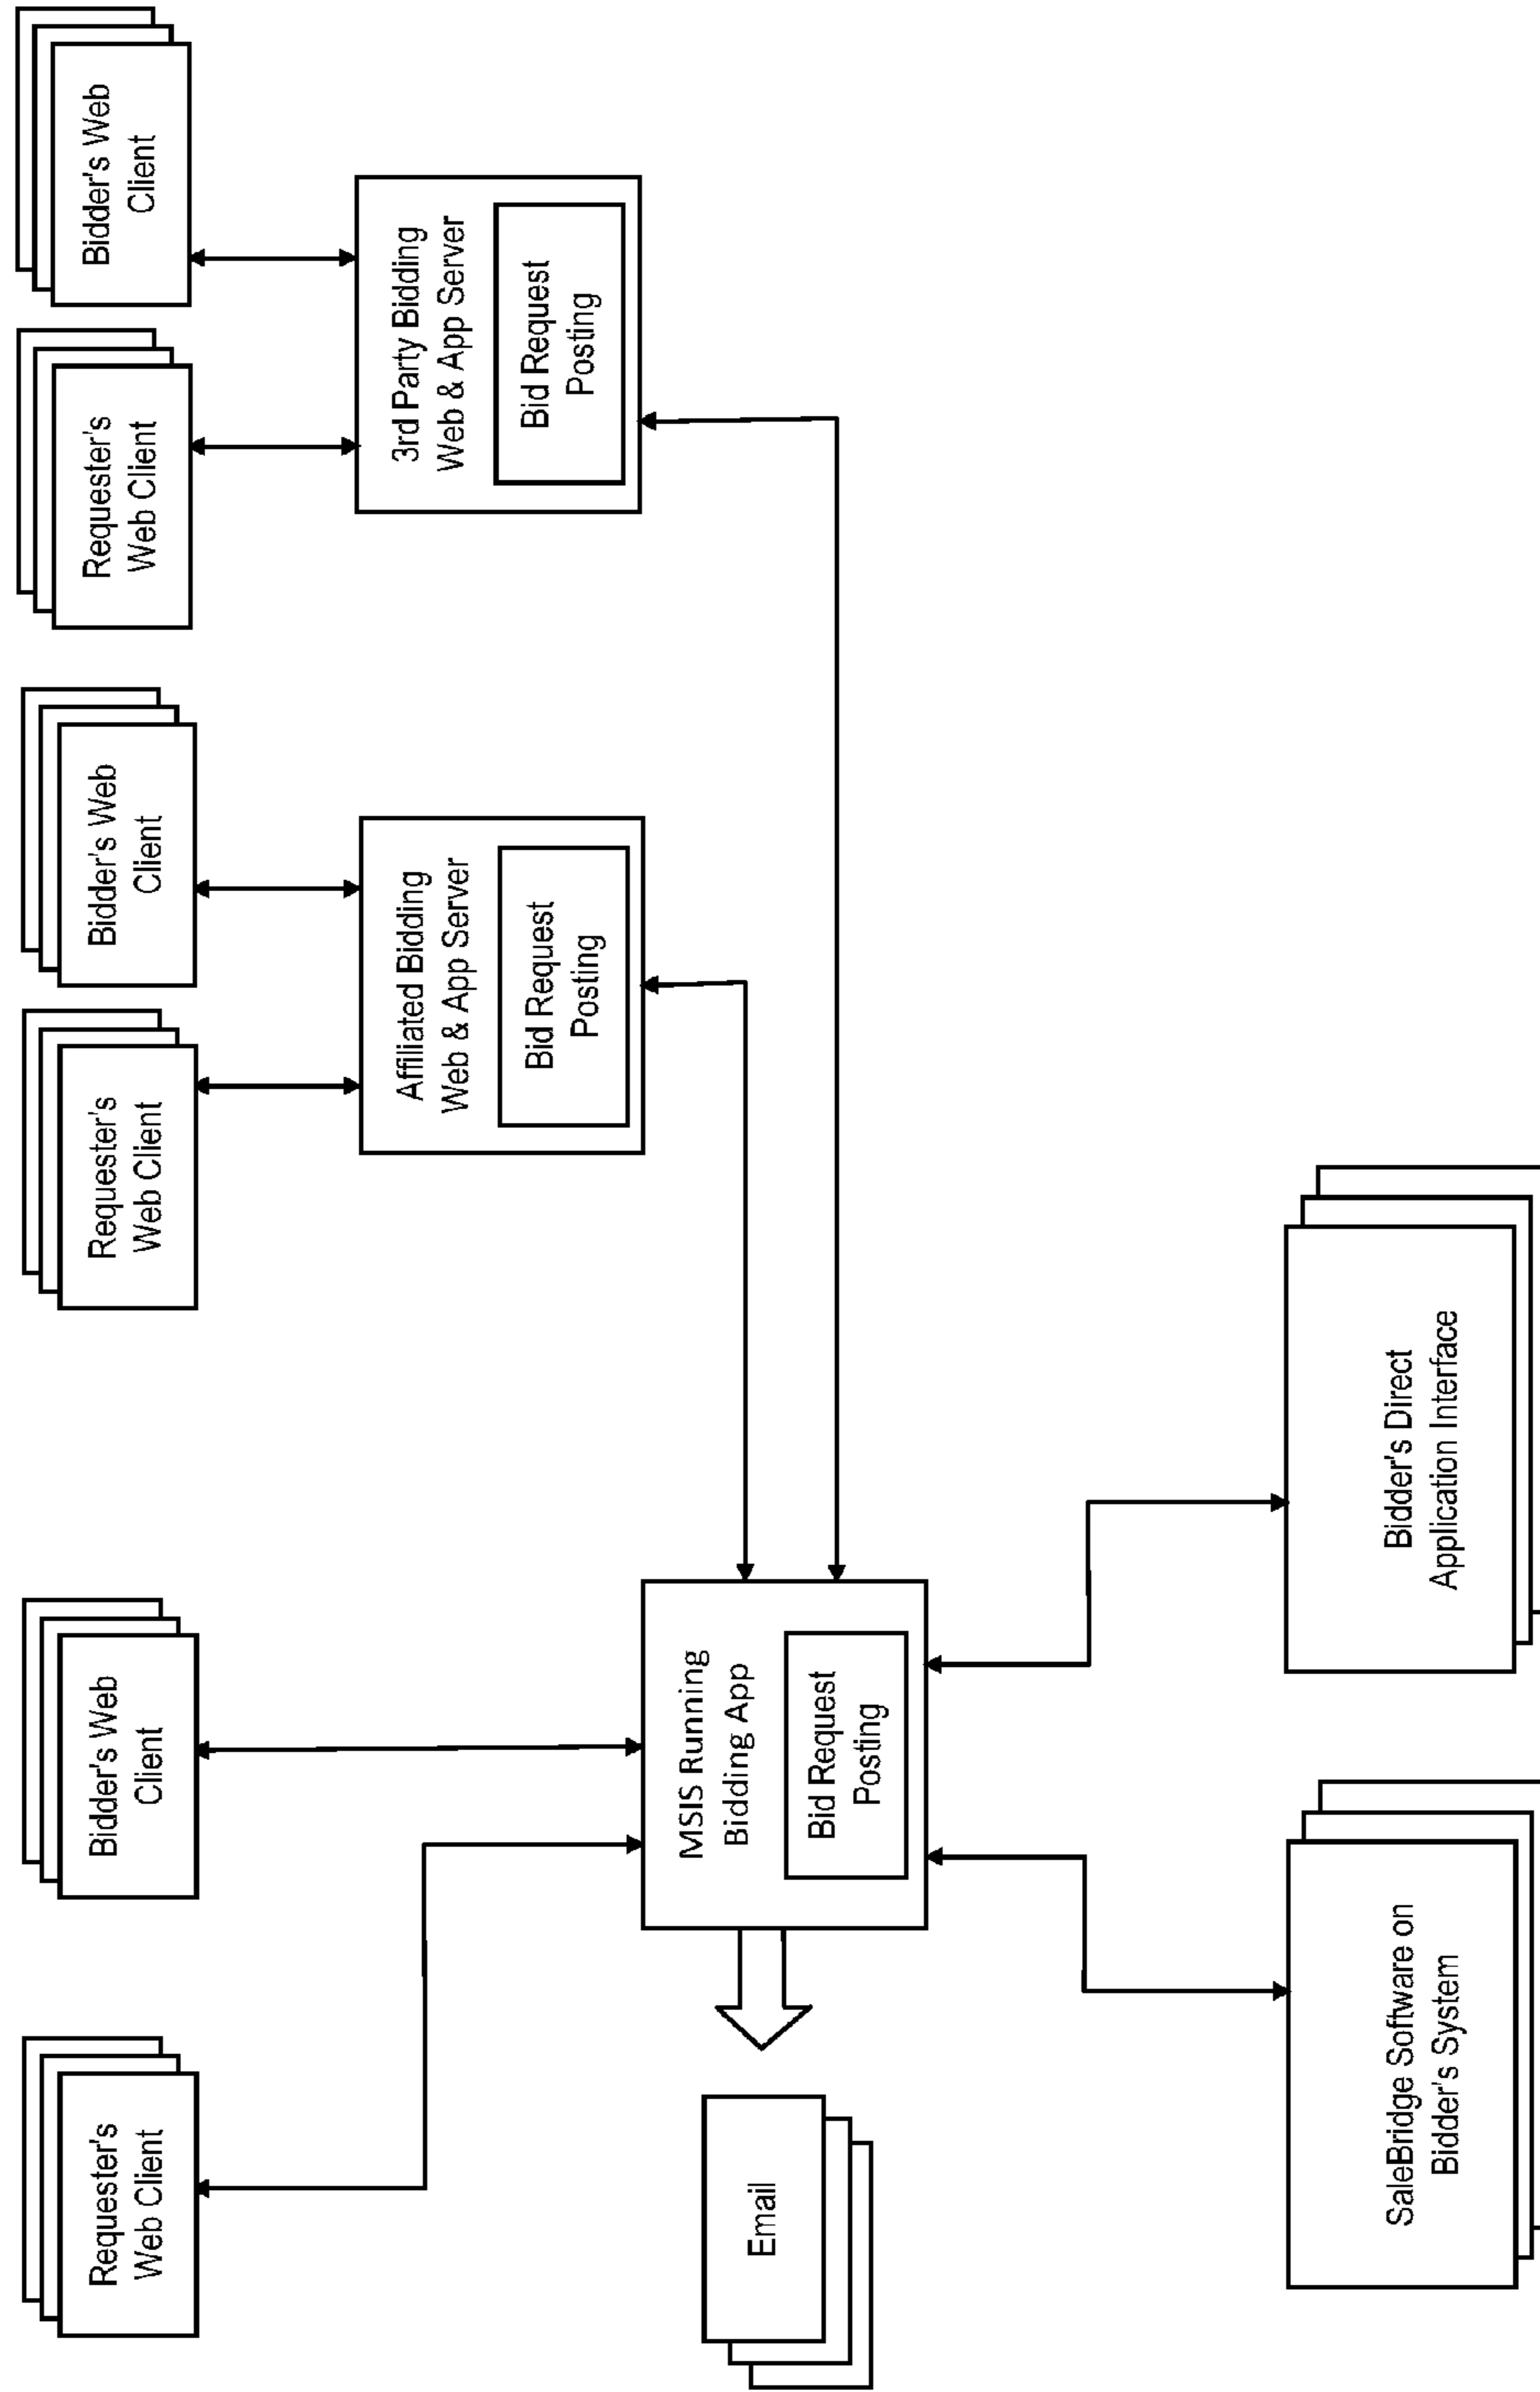 Requester's
Web Client
Bidder's Web
Client
Requester's
Web Client
Bidder's Web
Client
Requester's
Web Client
Bidder's Web
Client
Affiliated Bidding
Web & App Server
Bid Request
Posting
3rd Party Bidding
Web & App Server
Bid Request
Posting
Email
MSIS Running
Bidding App
Bid Request
Posting
SaleBridge Software on
Bidder's System
Bidder's Direct
Application Interface